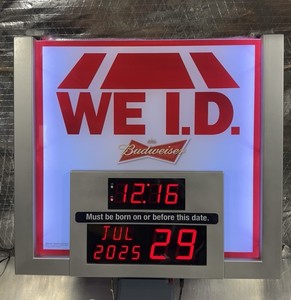 WE I.D.
Budweiser
12:16
Must be born on or before this date.
JUL 29
2025